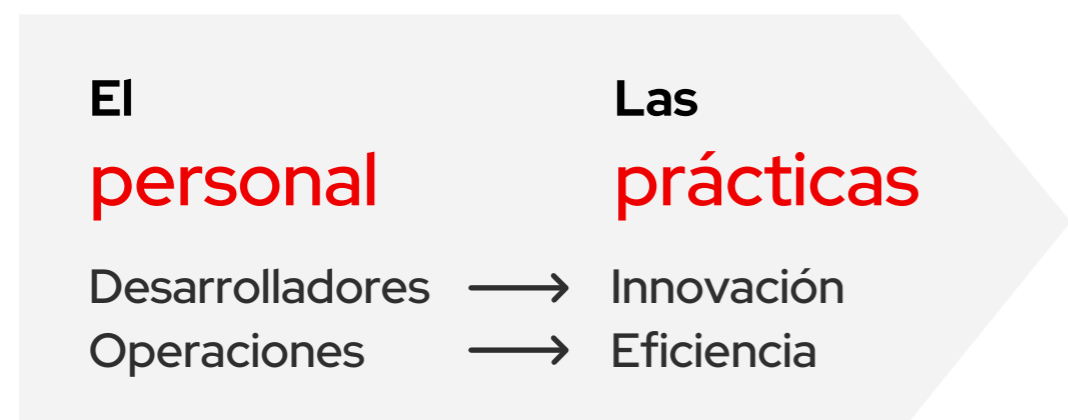 El
personal
Desarrolladores → Innovación
Operaciones → Eficiencia
Las
prácticas